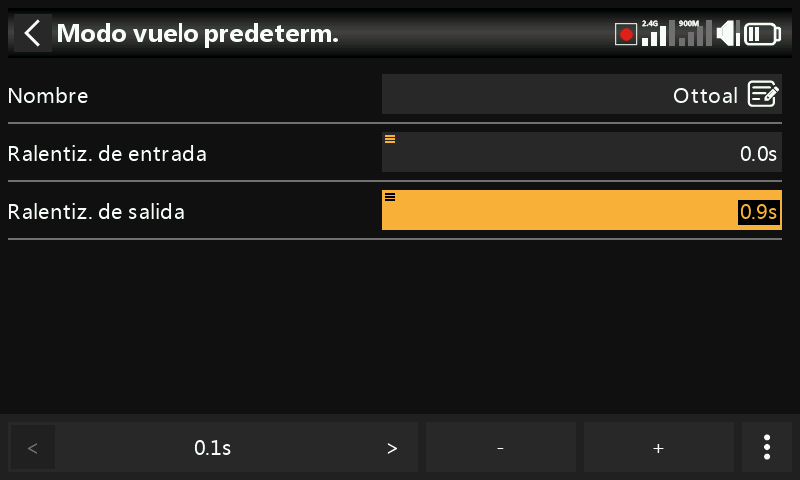 Modo vuelo predeterm.
2.4G 900M
Nombre Ottoal
Ralentiz. de entrada 0.0s
Ralentiz. de salida 0.9s
< 0.1s > - +